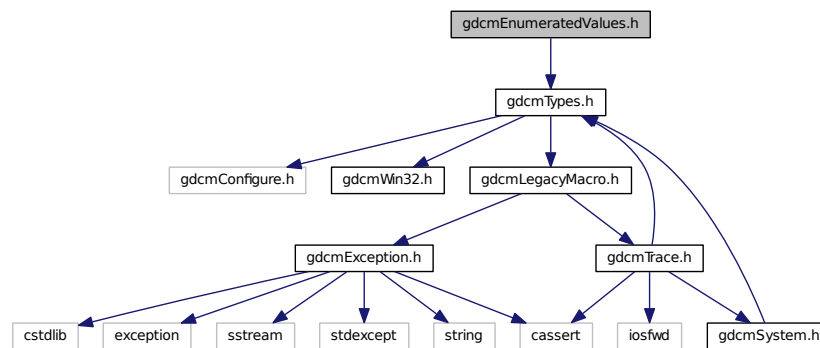 gdcmEnumeratedValues.h
gdcmTypes.h
gdcmConfigure.h
gdcmWin32.h
gdcmLegacyMacro.h
gdcmException.h
gdcmTrace.h
cstdlib
exception
sstream
stdexcept
string
cassert
iosfwd
gdcmSystem.h